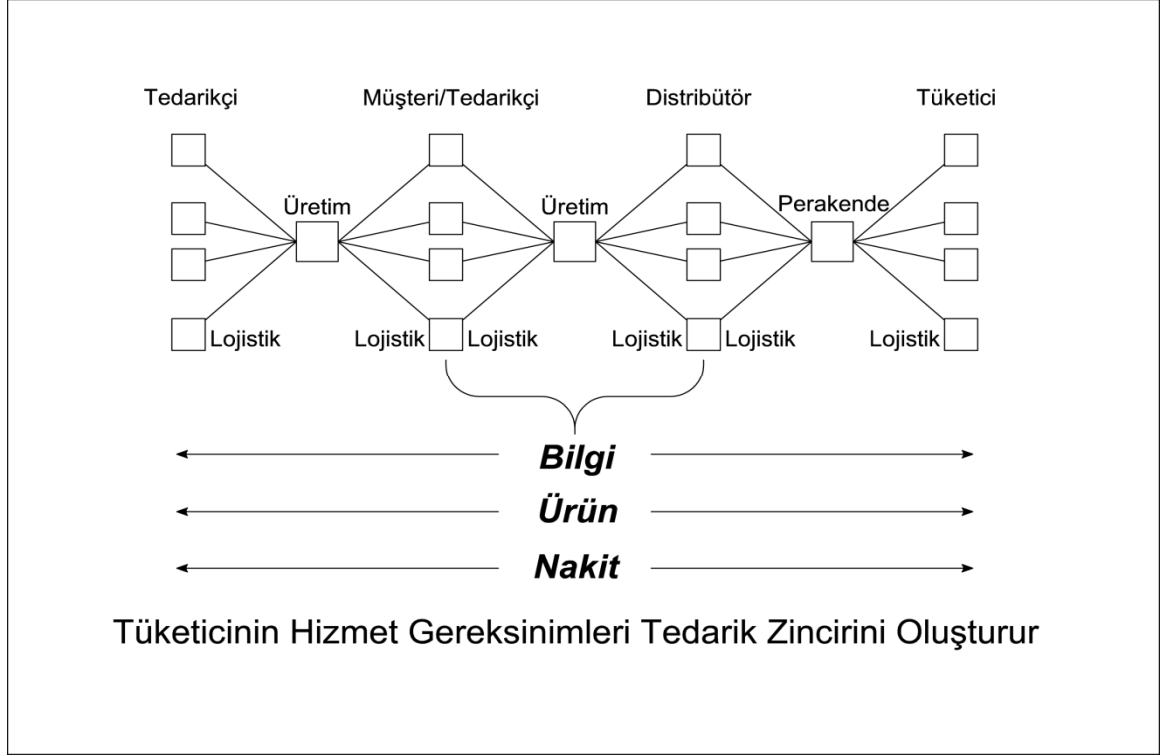 Tedarikçi Müşteri/Tedarikçi Distribütör Tüketici
Üretim Üretim Perakende
Lojistik Lojistik Lojistik Lojistik Lojistik Lojistik
Bilgi
Ürün
Nakit
Tüketicinin Hizmet Gereksinimleri Tedarik Zincirini Oluşturur